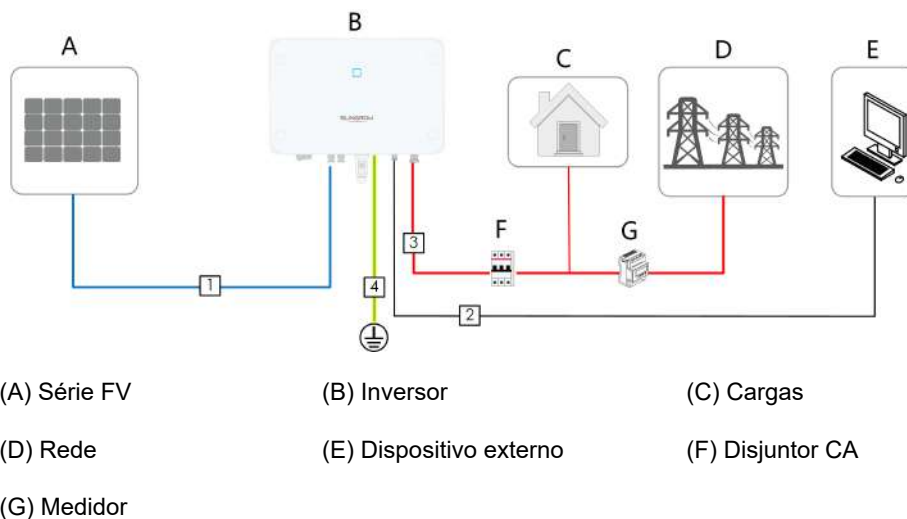 B
A
C
D
E
SUNGROW
F
G
3
1
4
2
(A) Série FV
(B) Inversor
(C) Cargas
(D) Rede
(E) Dispositivo externo
(F) Disjuntor CA
(G) Medidor